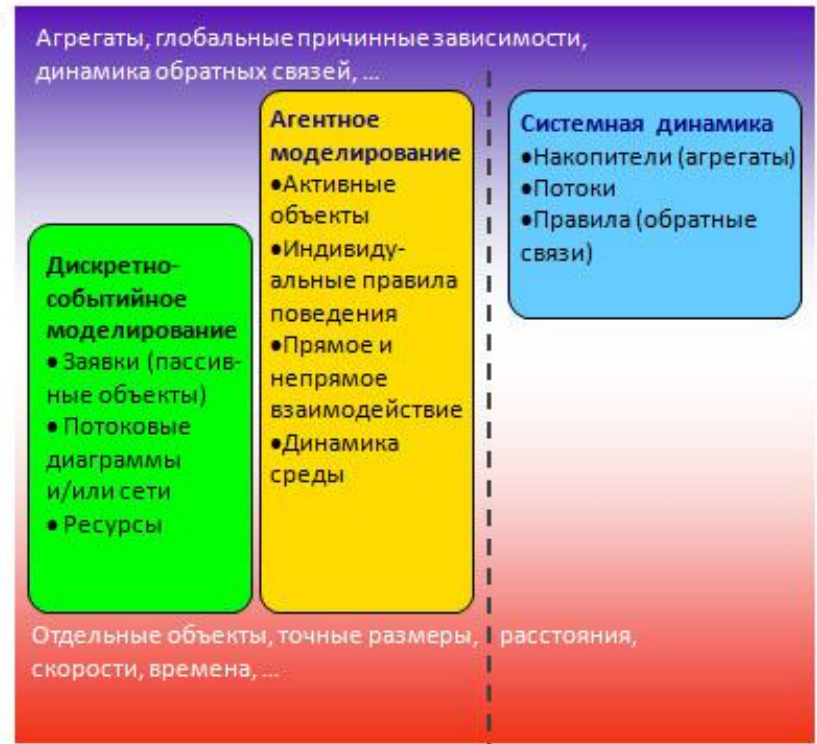 Агрегаты, глобальные причинные зависимости,
динамика обратных связей, ...
Дискретно-
событийное
моделирование
•Заявки (пассив-
ные объекты)
•Потоковые
диаграммы
и/или сети
•Ресурсы
Агентное
моделирование
•Активные
объекты
•Индивиду-
альные правила
поведения
•Прямое и
непрямое
взаимодействие
•Динамика
среды
Системная динамика
•Накопители (агрегаты)
•Потоки
•Правила (обратные
связи)
Отдельные объекты, точные размеры, расстояния,
скорости, времена, ...